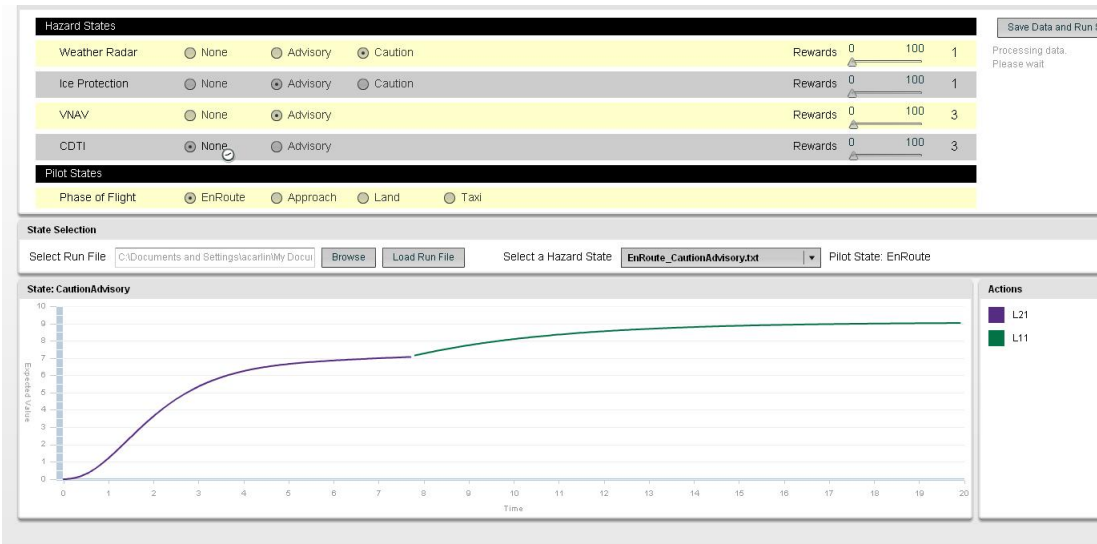 Hazard States
Save Data and Run
Weather Radar None Advisory Caution Rewards 0 100 1
Processing data.
Please wait
Ice Protection None Advisory Caution Rewards 0 100 1
VNAV None Advisory Rewards 0 100 3
CDTI None Advisory Rewards 0 100 3
Pilot States
Phase of Flight EnRoute Approach Land Taxi
State Selection
Select Run File C:\Documents and Settings\acarlin\My Docu Browse Load Run File Select a Hazard State EnRoute_CautionAdvisory.txt Pilot State: EnRoute
State: CautionAdvisory
Actions
L21
L11
10
9
8
7
6
5
4
3
2
1
0
Expected Value
0 1 2 3 4 5 6 7 8 9 10 11 12 13 14 15 16 17 18 19 20
Time